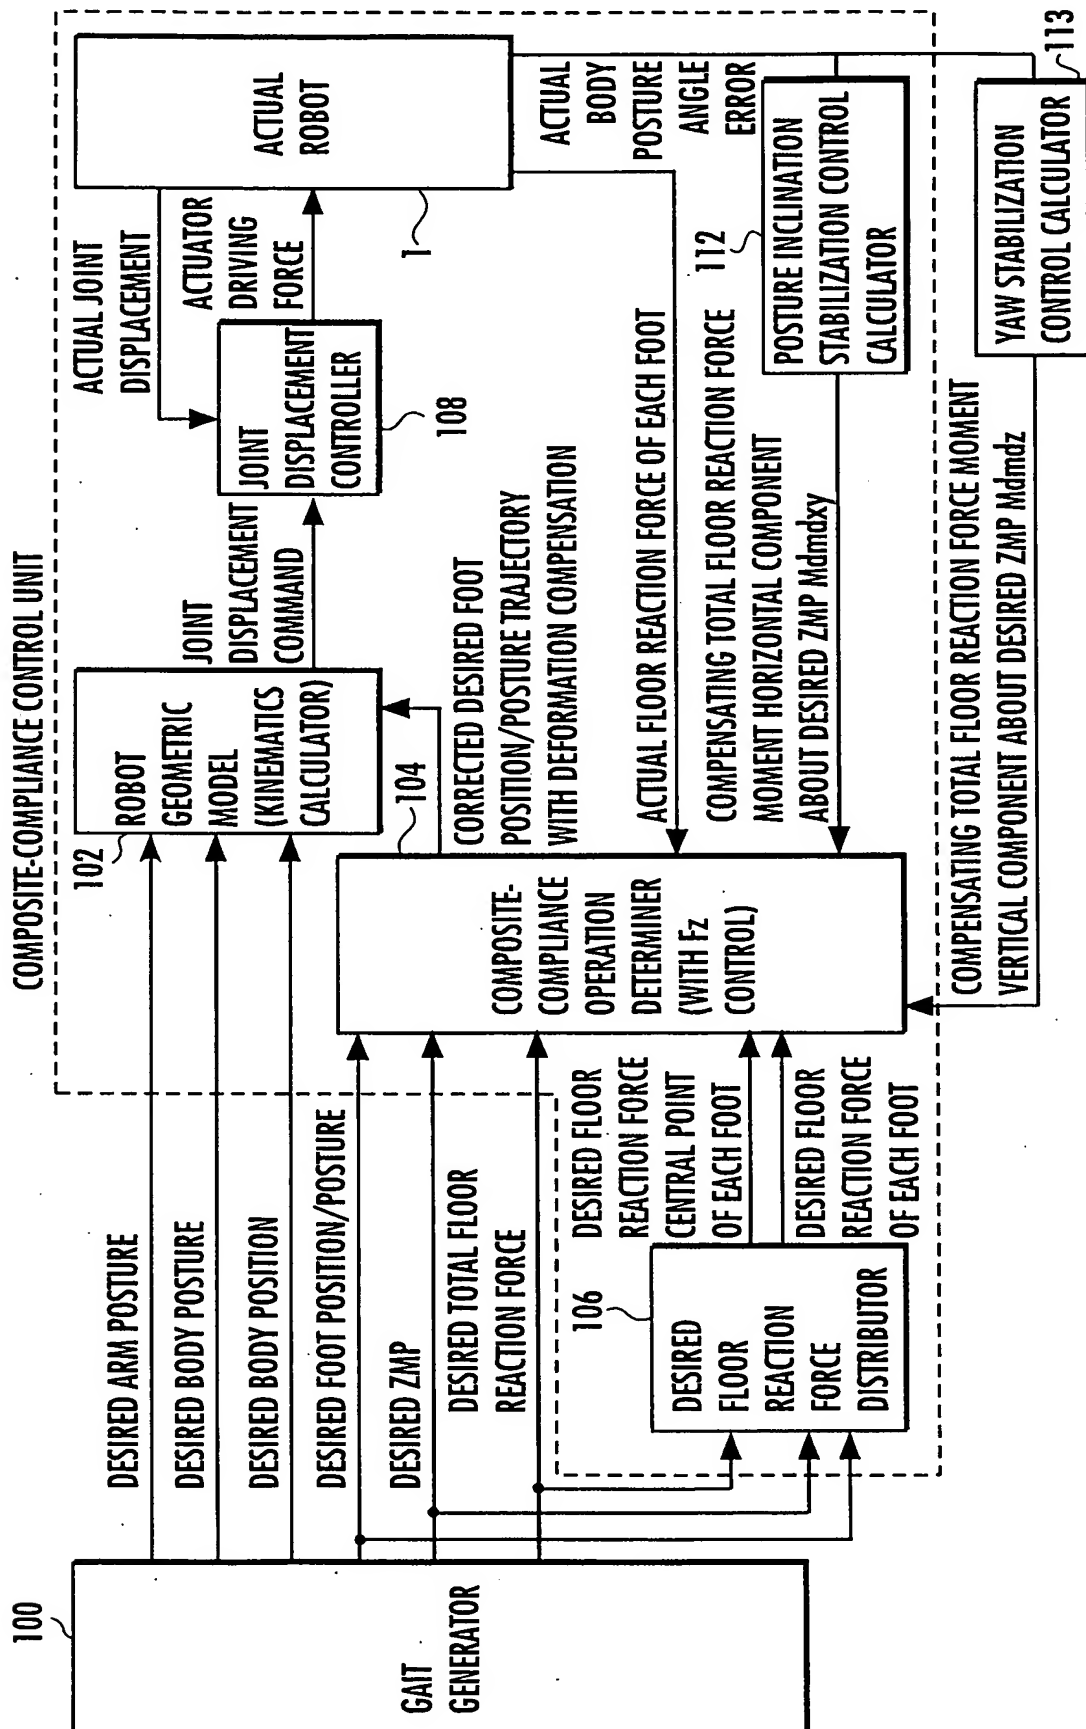 COMPOSITE-COMPLIANCE CONTROL UNIT
100
GAIT
GENERATOR
DESIRED ARM POSTURE
DESIRED BODY POSTURE
DESIRED BODY POSITION
DESIRED FOOT POSITION/POSTURE
DESIRED ZMP
DESIRED TOTAL FLOOR
REACTION FORCE
102
ROBOT
GEOMETRIC
MODEL
(KINEMATICS
CALCULATOR)
JOINT
DISPLACEMENT
COMMAND
JOINT
DISPLACEMENT
CONTROLLER
108
ACTUAL JOINT
DISPLACEMENT
ACTUATOR
DRIVING
FORCE
ACTUAL
ROBOT
1
104
COMPOSITE-
COMPLIANCE
OPERATION
DETERMINER
(WITH Fz
CONTROL)
CORRECTED DESIRED FOOT
POSITION/POSTURE TRAJECTORY
WITH DEFORMATION COMPENSATION
ACTUAL FLOOR REACTION FORCE OF EACH FOOT
ACTUAL
BODY
POSTURE
ANGLE
ERROR
106
DESIRED
FLOOR
REACTION
FORCE
DISTRIBUTOR
DESIRED FLOOR
REACTION FORCE
CENTRAL POINT
OF EACH FOOT
DESIRED FLOOR
REACTION FORCE
OF EACH FOOT
COMPENSATING TOTAL FLOOR REACTION FORCE
MOMENT HORIZONTAL COMPONENT
ABOUT DESIRED ZMP Mdmdxy
112
POSTURE INCLINATION
STABILIZATION CONTROL
CALCULATOR
COMPENSATING TOTAL FLOOR REACTION FORCE MOMENT
VERTICAL COMPONENT ABOUT DESIRED ZMP Mdmdz
YAW STABILIZATION
CONTROL CALCULATOR
113